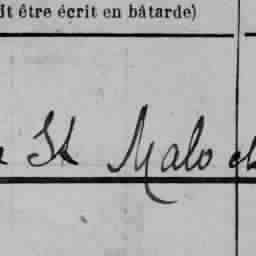 it être écrit en bâtarde)
St Malo